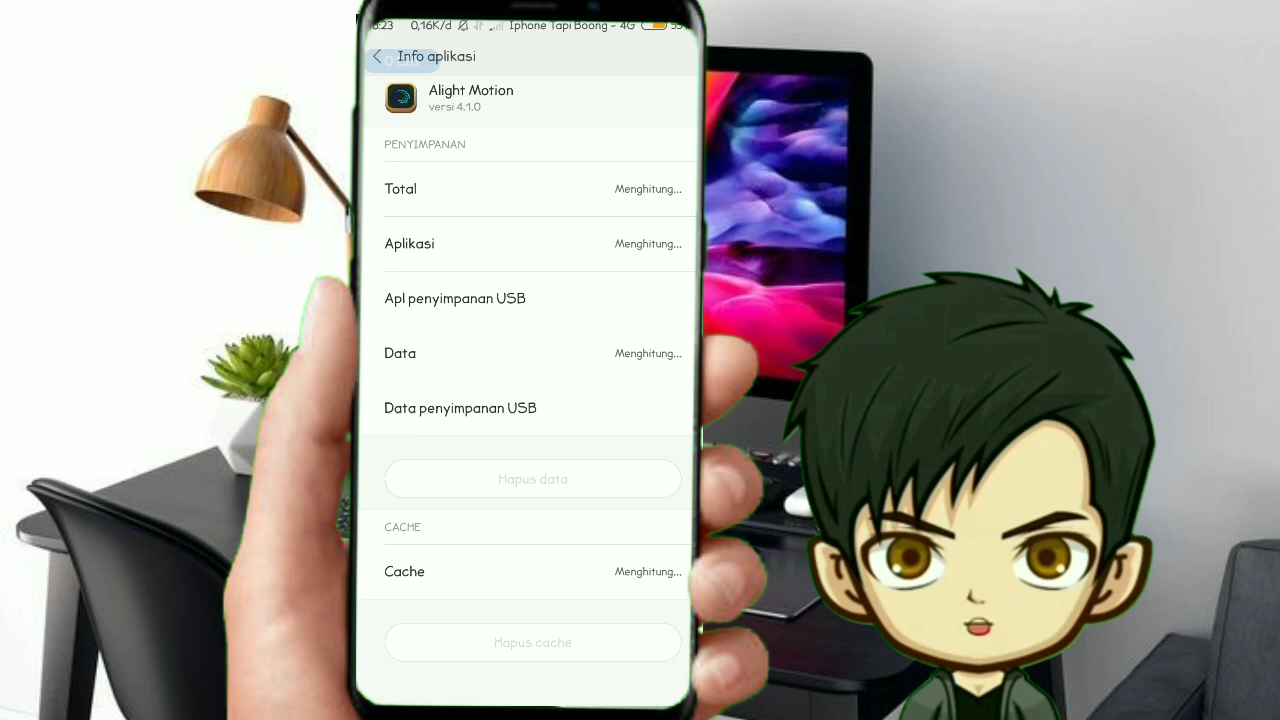 0,16K/d Iphone Tapi Boong - 4G
Info aplikasi
Alight Motion
versi 4.1.0
PENYIMPANAN
Total Menghitung...
Aplikasi Menghitung...
Apl penyimpanan USB
Data Menghitung...
Data penyimpanan USB
Hapus data
CACHE
Cache Menghitung...
Hapus cache